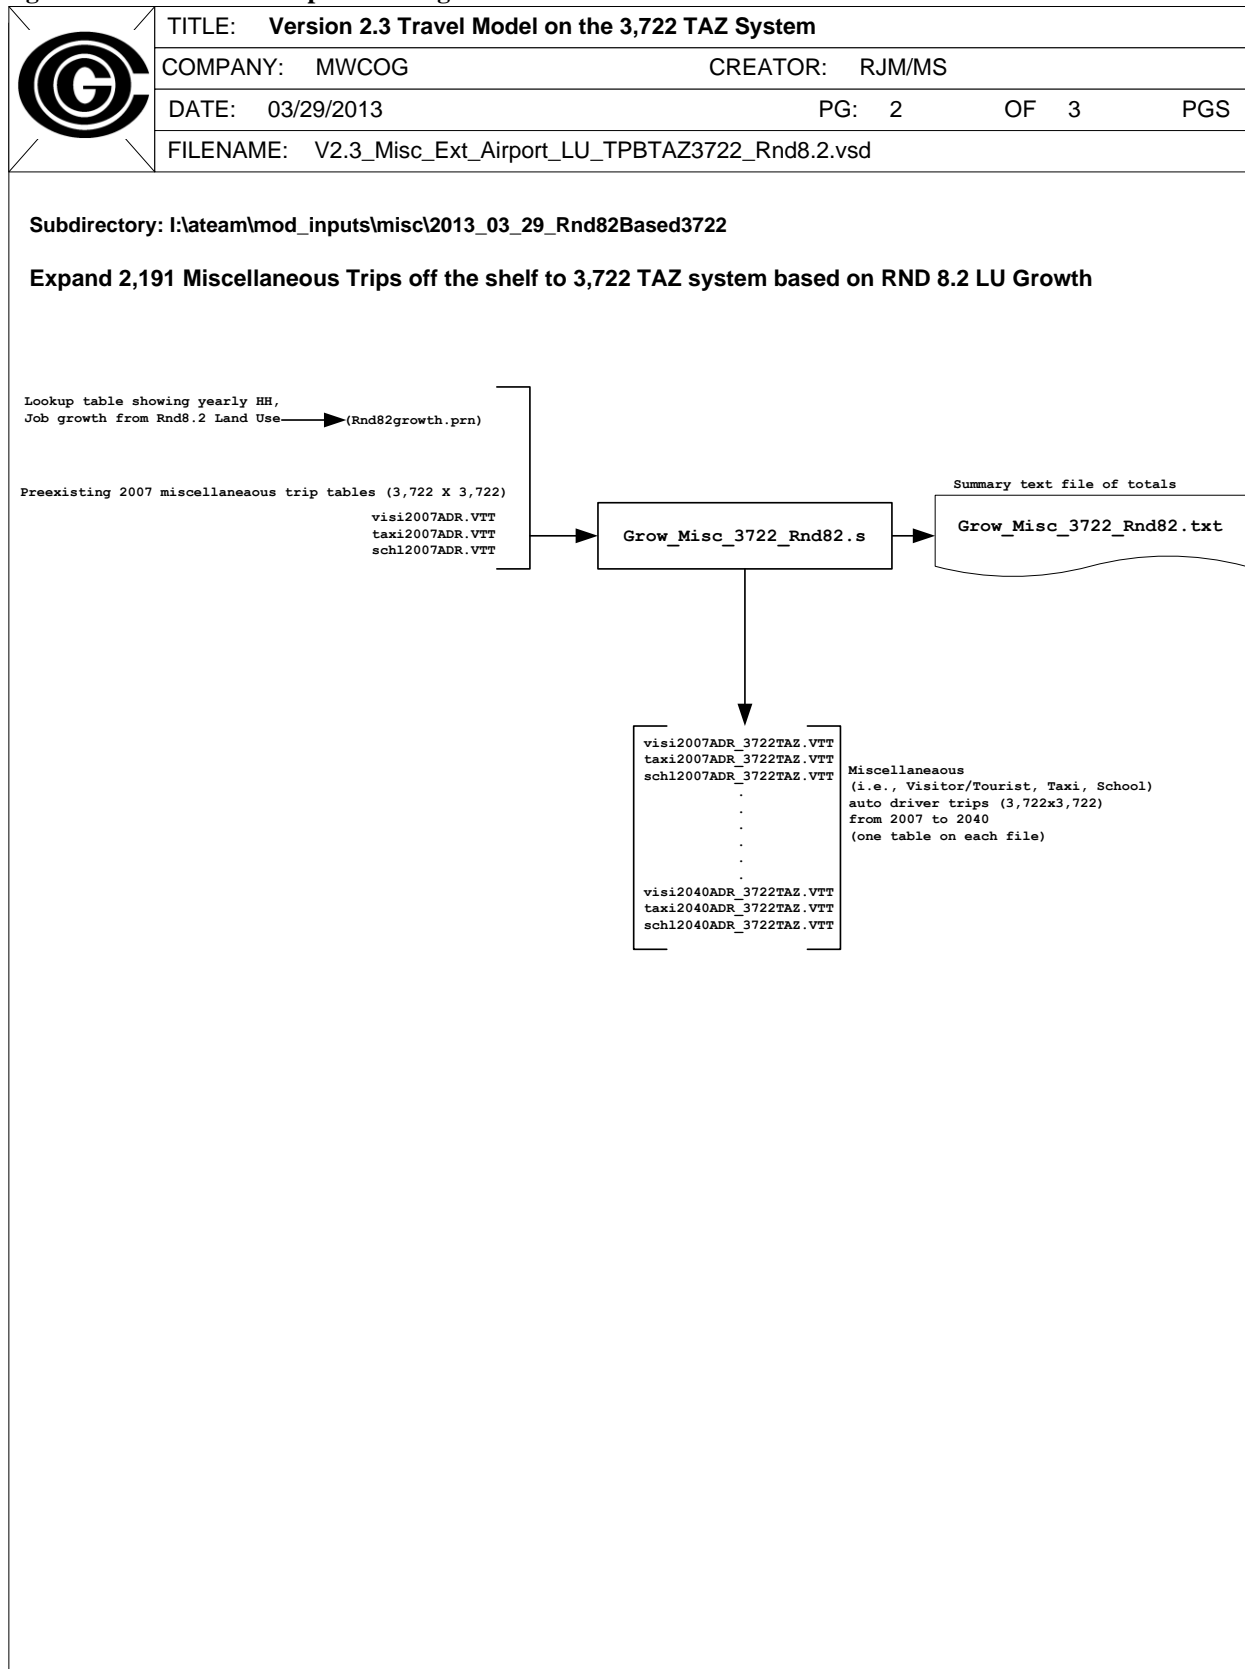 TITLE: Version 2.3 Travel Model on the 3,722 TAZ System
COMPANY: MWCOG CREATOR: RJM/MS
DATE: 03/29/2013 PG: 2 OF 3 PGS
FILENAME: V2.3_Misc_Ext_Airport_LU_TPBTAZ3722_Rnd8.2.vsd
Subdirectory: I:\ateam\mod_inputs\misc\2013_03_29_Rnd82Based3722
Expand 2,191 Miscellaneous Trips off the shelf to 3,722 TAZ system based on RND 8.2 LU Growth
Lookup table showing yearly HH,
Job growth from Rnd8.2 Land Use (Rnd82growth.prn)
Preexisting 2007 miscellaneaous trip tables (3,722 X 3,722)
visi2007ADR.VTT
taxi2007ADR.VTT
schl2007ADR.VTT
Grow_Misc_3722_Rnd82.s
Summary text file of totals
Grow_Misc_3722_Rnd82.txt
visi2007ADR_3722TAZ.VTT
taxi2007ADR_3722TAZ.VTT
schl2007ADR_3722TAZ.VTT
.
.
.
.
.
.
visi2040ADR_3722TAZ.VTT
taxi2040ADR_3722TAZ.VTT
schl2040ADR_3722TAZ.VTT
Miscellaneaous
(i.e., Visitor/Tourist, Taxi, School)
auto driver trips (3,722x3,722)
from 2007 to 2040
(one table on each file)